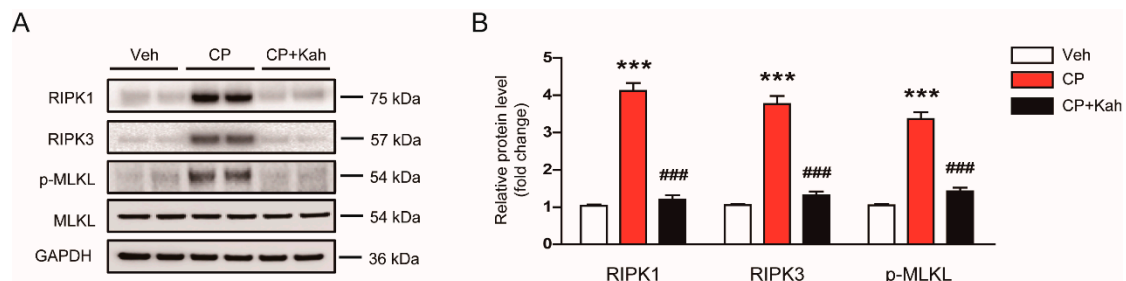 A
Veh CP CP+Kah
RIPK1 75 kDa
RIPK3 57 kDa
p-MLKL 54 kDa
MLKL 54 kDa
GAPDH 36 kDa
B
Relative protein level
(fold change)
5
4
2
1
0
*** *** ***
### ### ###
RIPK1 RIPK3 p-MLKL
Veh
CP
CP+Kah